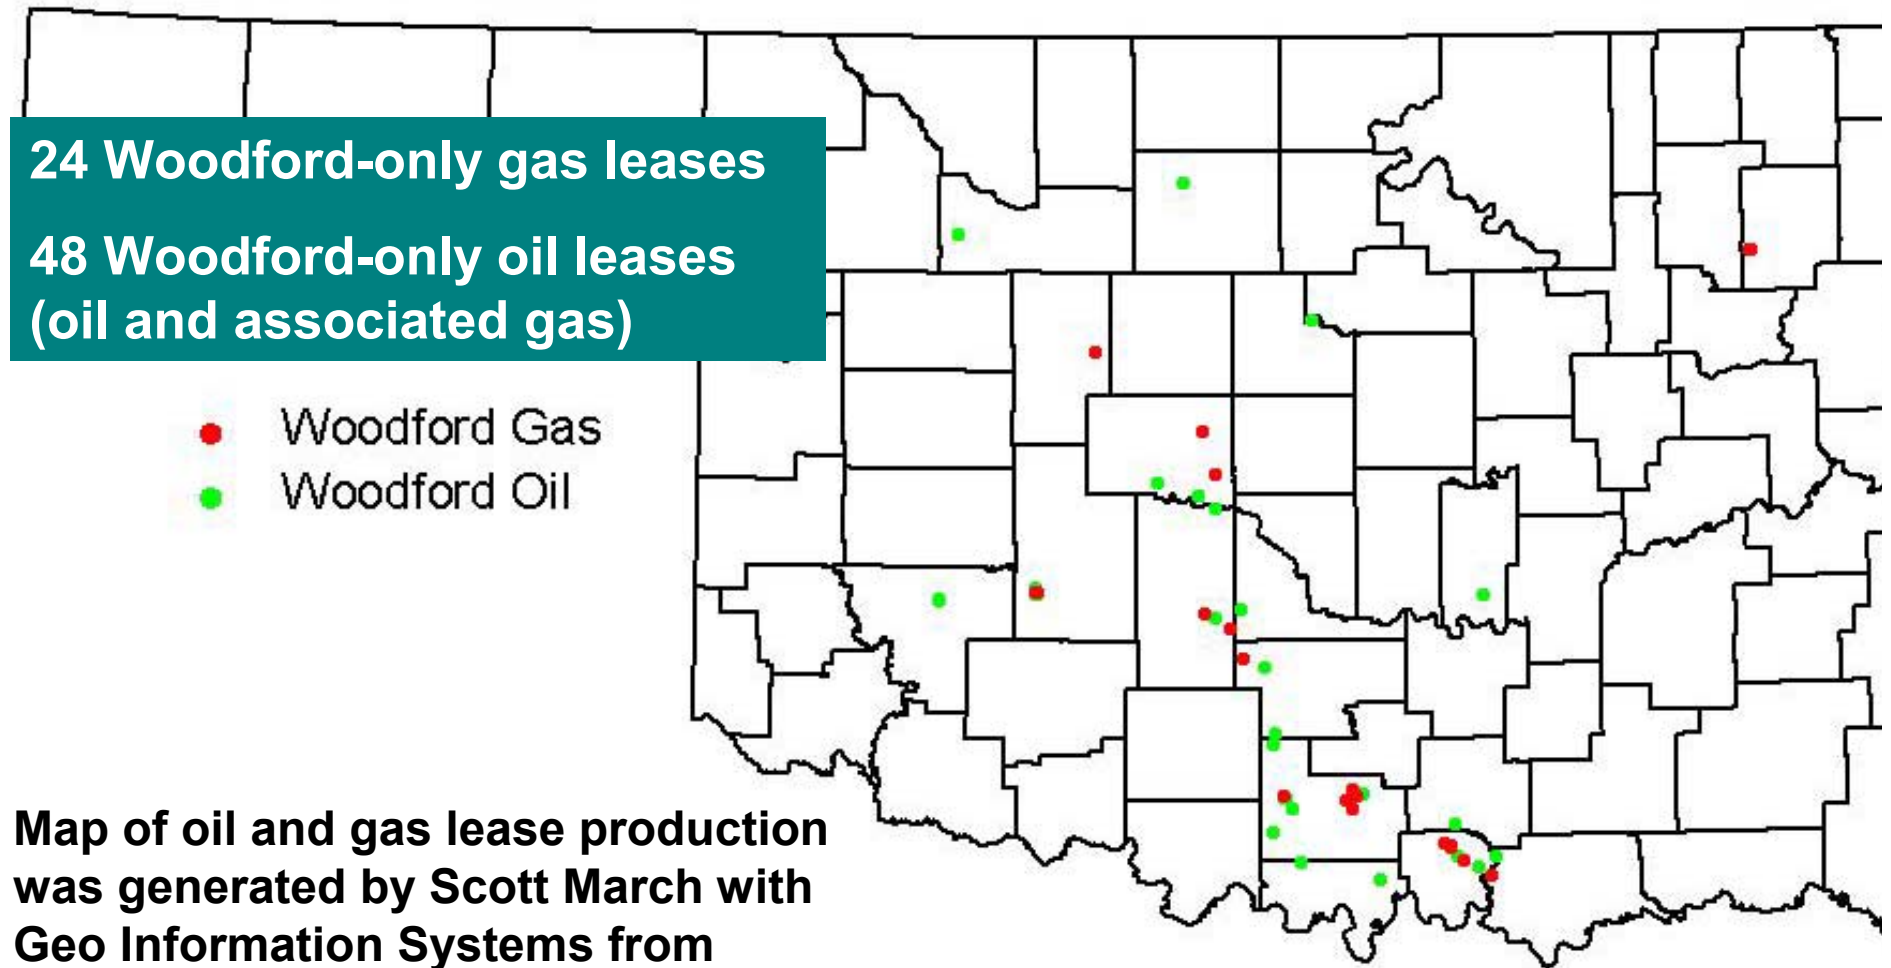 24 Woodford-only gas leases
48 Woodford-only oil leases
(oil and associated gas)
Woodford Gas
Woodford Oil
Map of oil and gas lease production
was generated by Scott March with
Geo Information Systems from